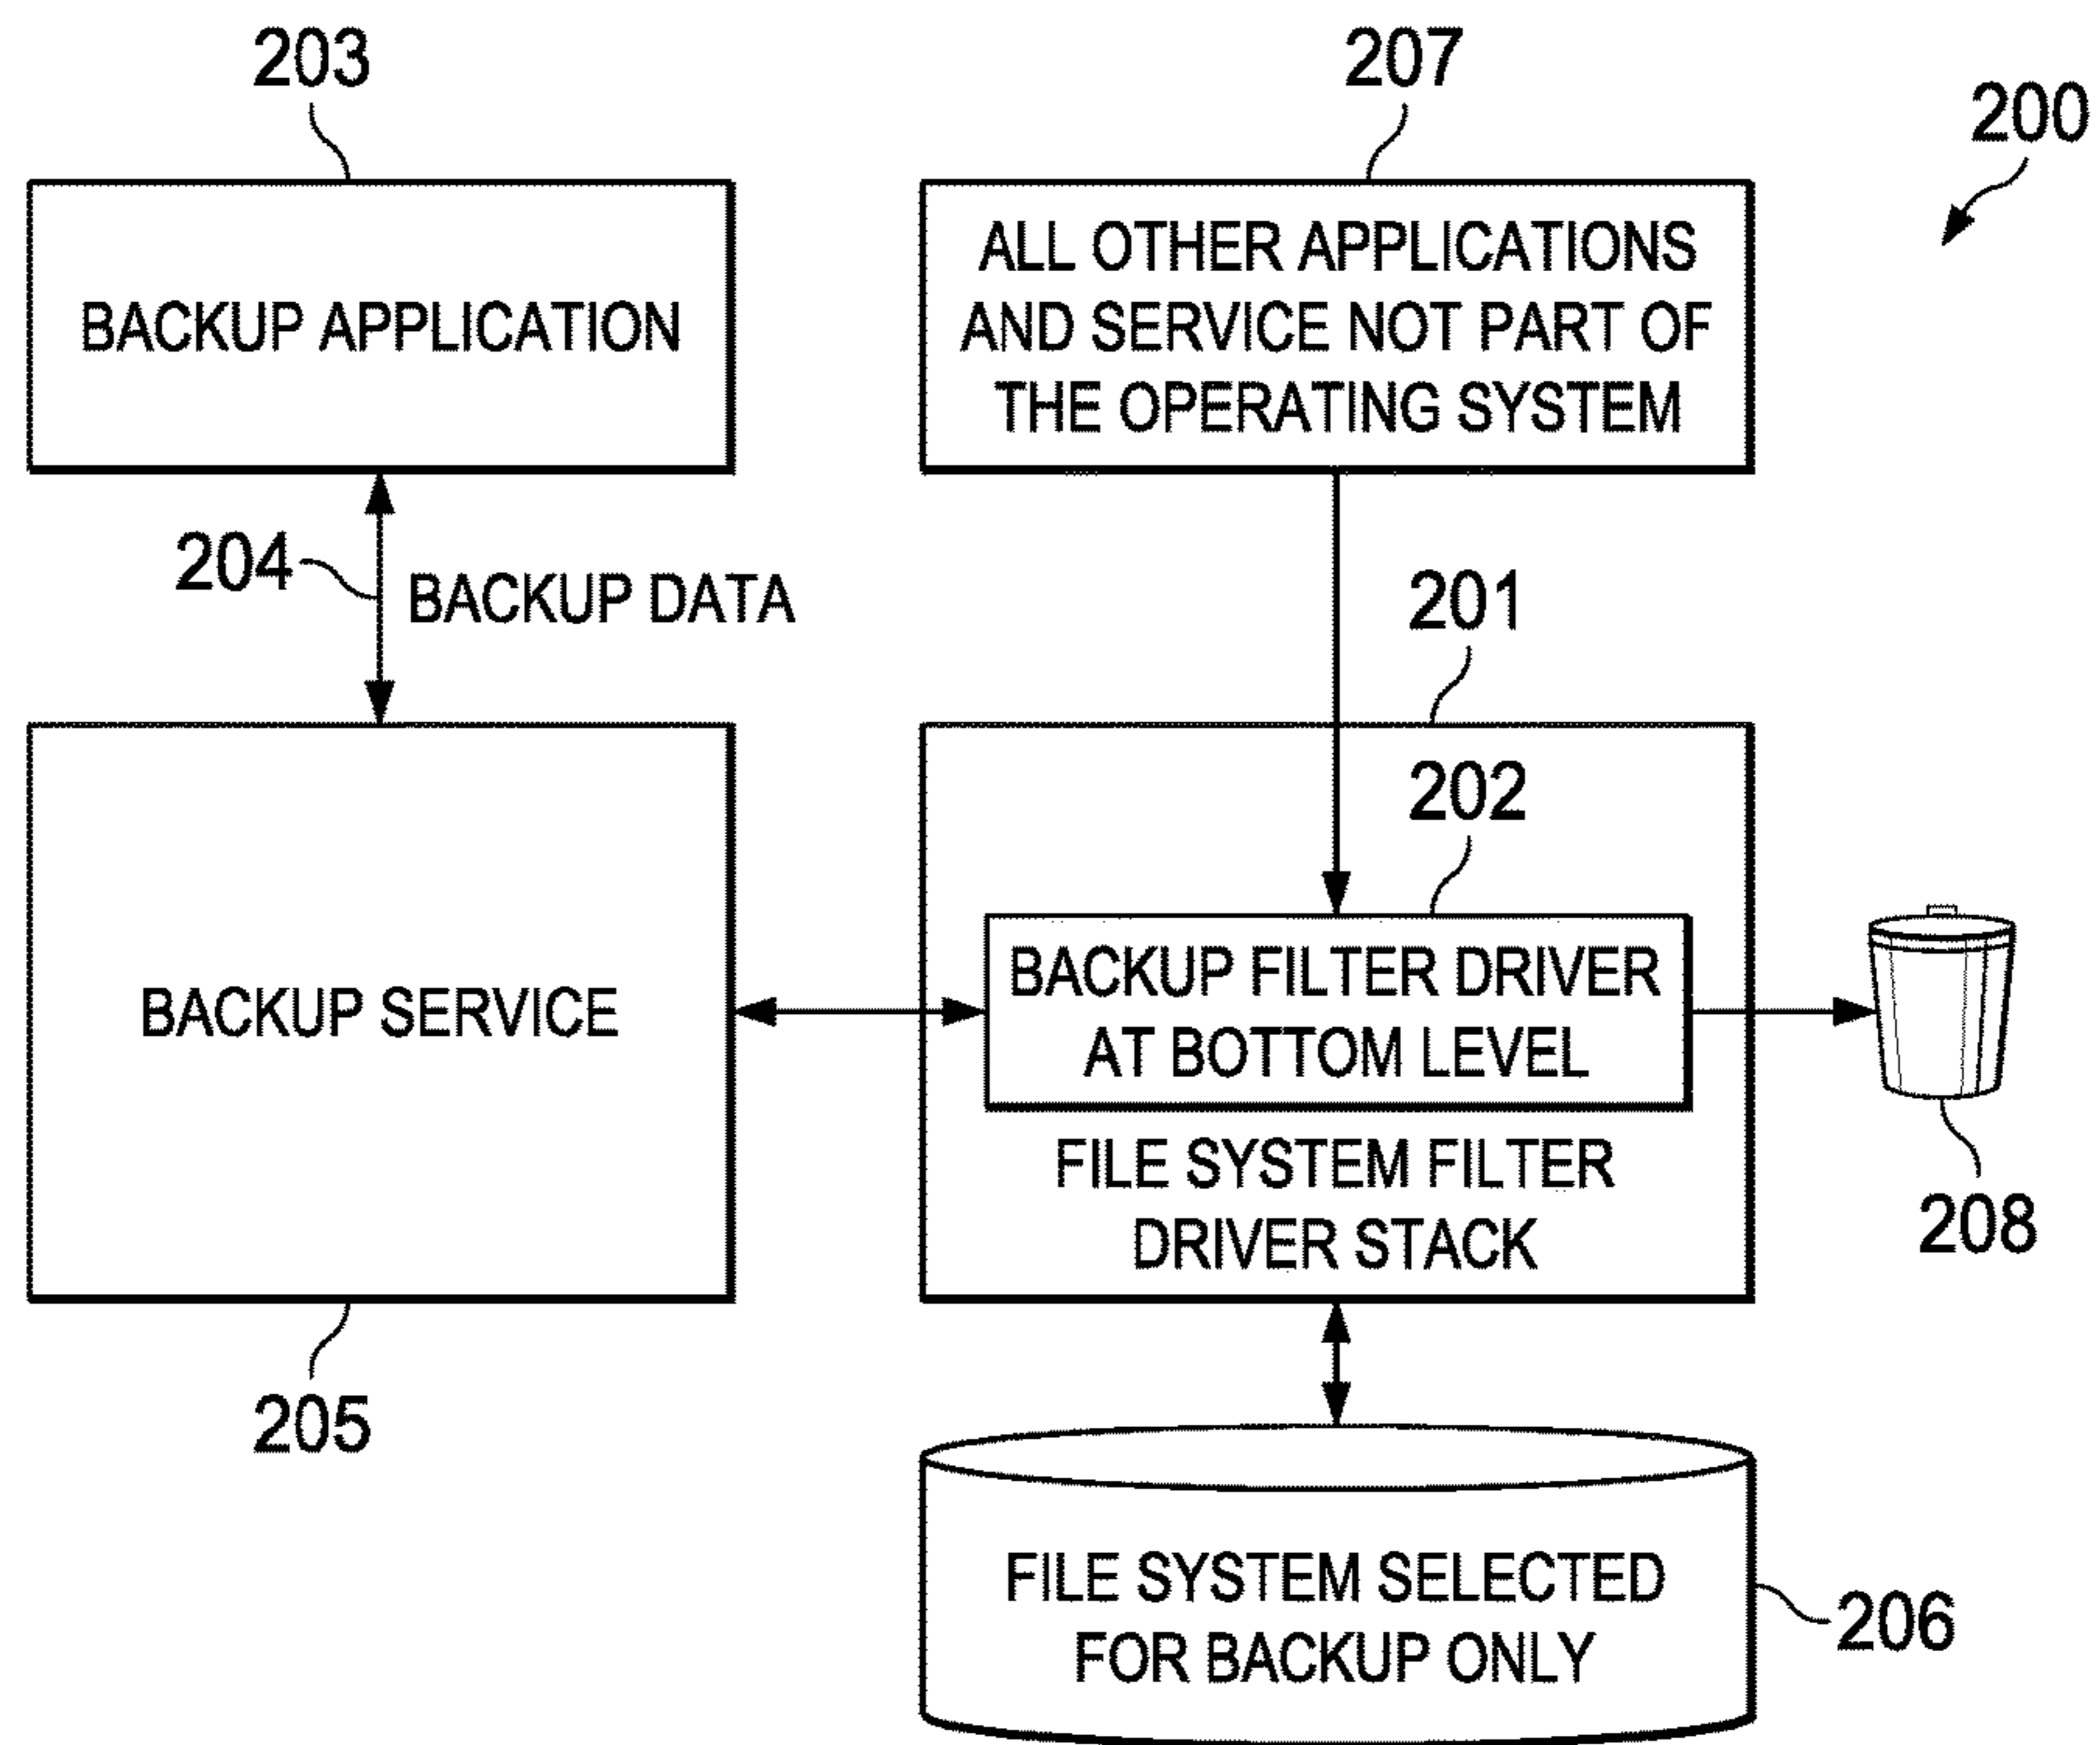 203
207
200
BACKUP APPLICATION
ALL OTHER APPLICATIONS
AND SERVICE NOT PART OF
THE OPERATING SYSTEM
204
BACKUP DATA
201
202
BACKUP SERVICE
BACKUP FILTER DRIVER
AT BOTTOM LEVEL
FILE SYSTEM FILTER
DRIVER STACK
208
205
FILE SYSTEM SELECTED
FOR BACKUP ONLY
206